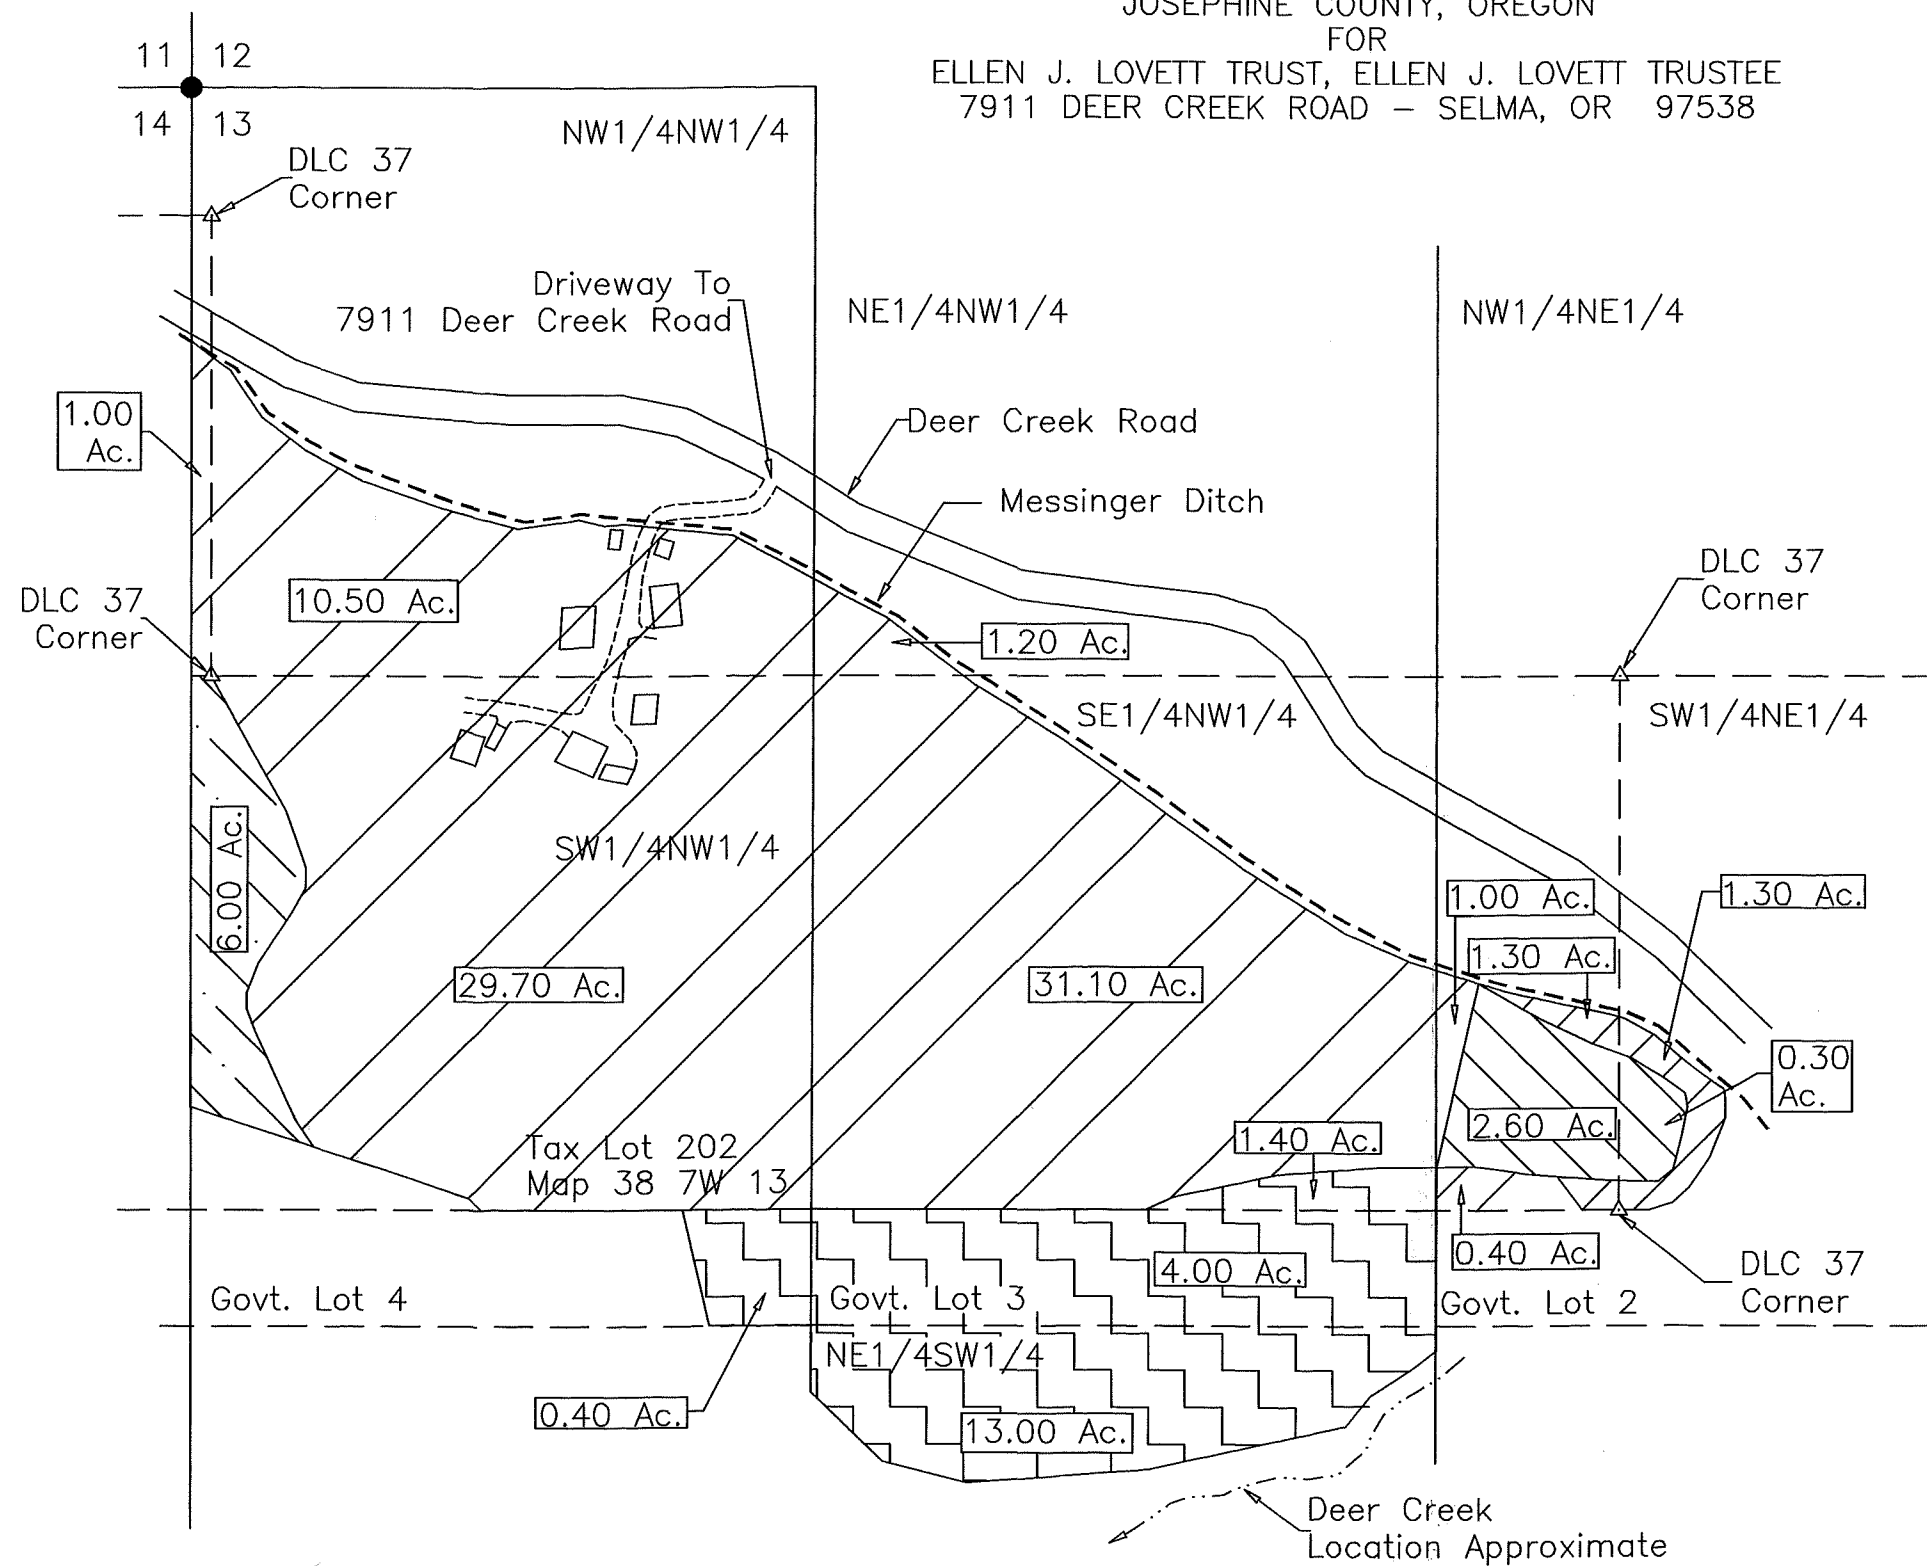 JOSEPHINE COUNTY, OREGON
FOR
ELLEN J. LOVETT TRUST, ELLEN J. LOVETT TRUSTEE
7911 DEER CREEK ROAD – SELMA, OR 97538
11 12
14 13
NW1/4NW1/4
DLC 37
Corner
Driveway To
7911 Deer Creek Road
NE1/4NW1/4
NW1/4NE1/4
1.00
Ac.
Deer Creek Road
Messinger Ditch
DLC 37
Corner
10.50 Ac.
DLC 37
Corner
1.20 Ac.
SE1/4NW1/4
SW1/4NE1/4
6.00 Ac.
SW1/4NW1/4
1.00 Ac.
1.30 Ac.
1.30 Ac.
29.70 Ac.
31.10 Ac.
0.30
Ac.
2.60 Ac.
1.40 Ac.
Tax Lot 202
Map 38 7W 13
0.40 Ac.
4.00 Ac.
DLC 37
Corner
Govt. Lot 4
Govt. Lot 3
Govt. Lot 2
NE1/4SW1/4
0.40 Ac.
13.00 Ac.
Deer Creek
Location Approximate